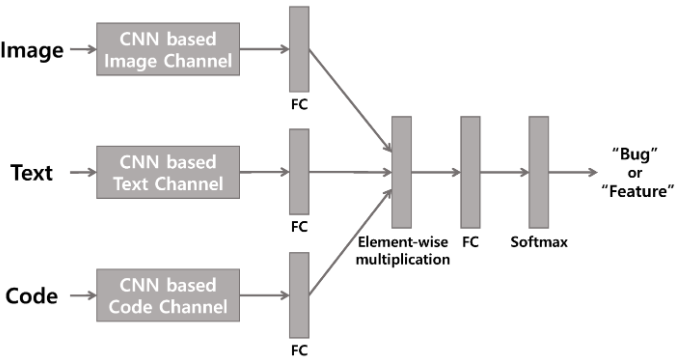 Image
CNN based
Image Channel
FC
Text
CNN based
Text Channel
FC
Code
CNN based
Code Channel
FC
Element-wise
multiplication
FC
Softmax
“Bug”
or
“Feature”